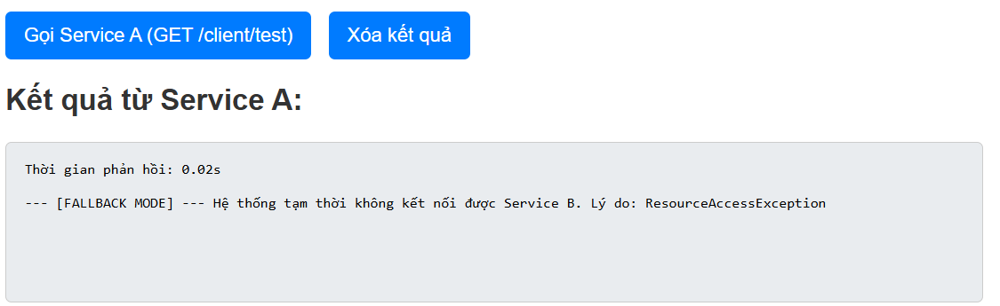 Gọi Service A (GET /client/test) Xóa kết quả
Kết quả từ Service A:
Thời gian phản hồi: 0.02s
--- [FALLBACK MODE] --- Hệ thống tạm thời không kết nối được Service B. Lý do: ResourceAccessException